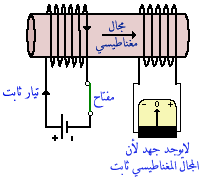 مجال
مغناطيسي
تيار ثابت
مفتاح
+ -
- 0 +
لايوجد جهد لأن
المجال المغناطيسي ثابت